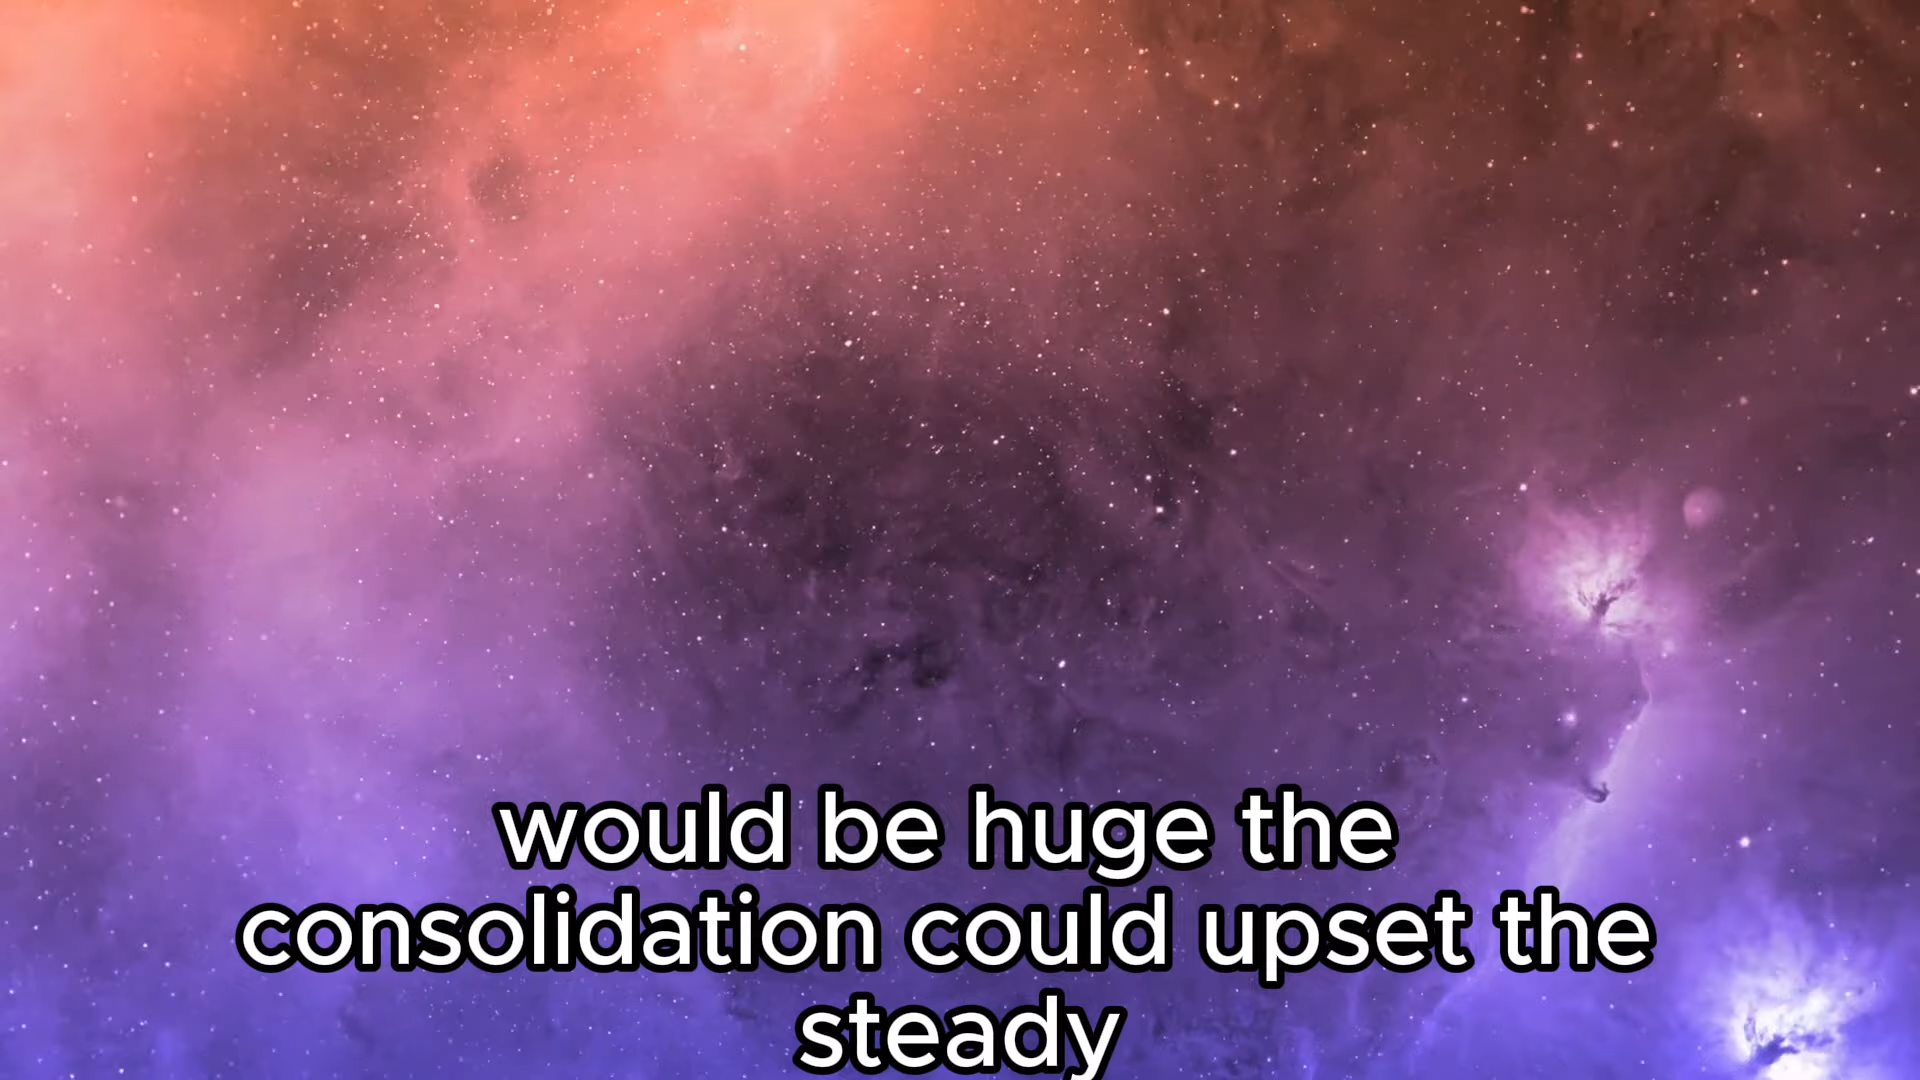 would be huge the
consolidation could upset the
steady